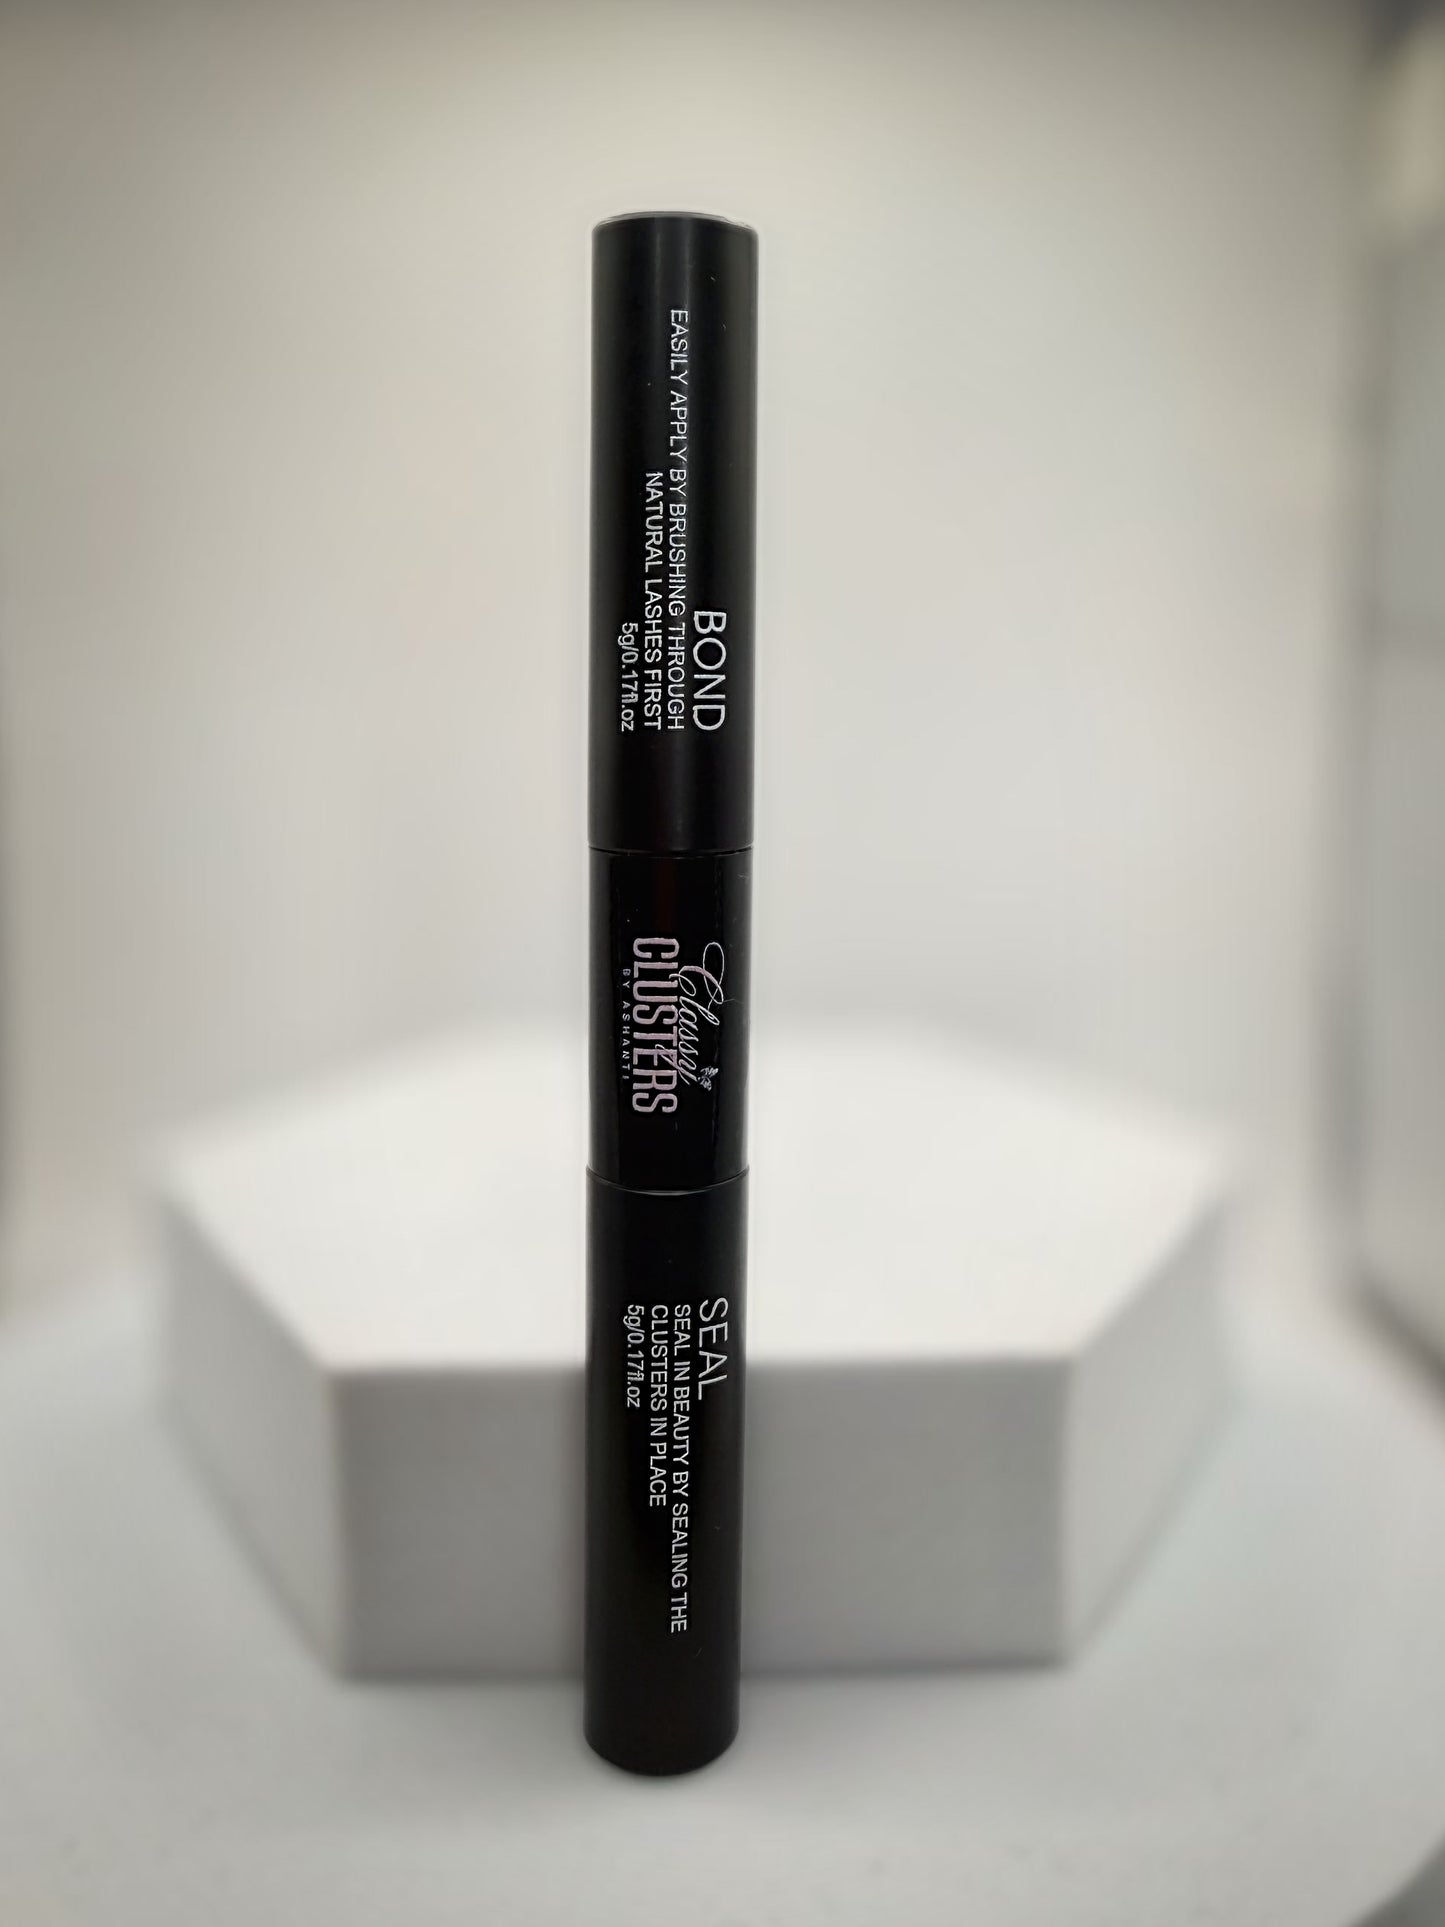 BOND
EASILY APPLY BY BRUSHING THROUGH
NATURAL LASHES FIRST
5g/0.17fl.oz
Classy
CLUSTERS
BY ASHANTI
SEAL
SEAL IN BEAUTY BY SEALING THE
CLUSTERS IN PLACE
5g/0.17fl.oz